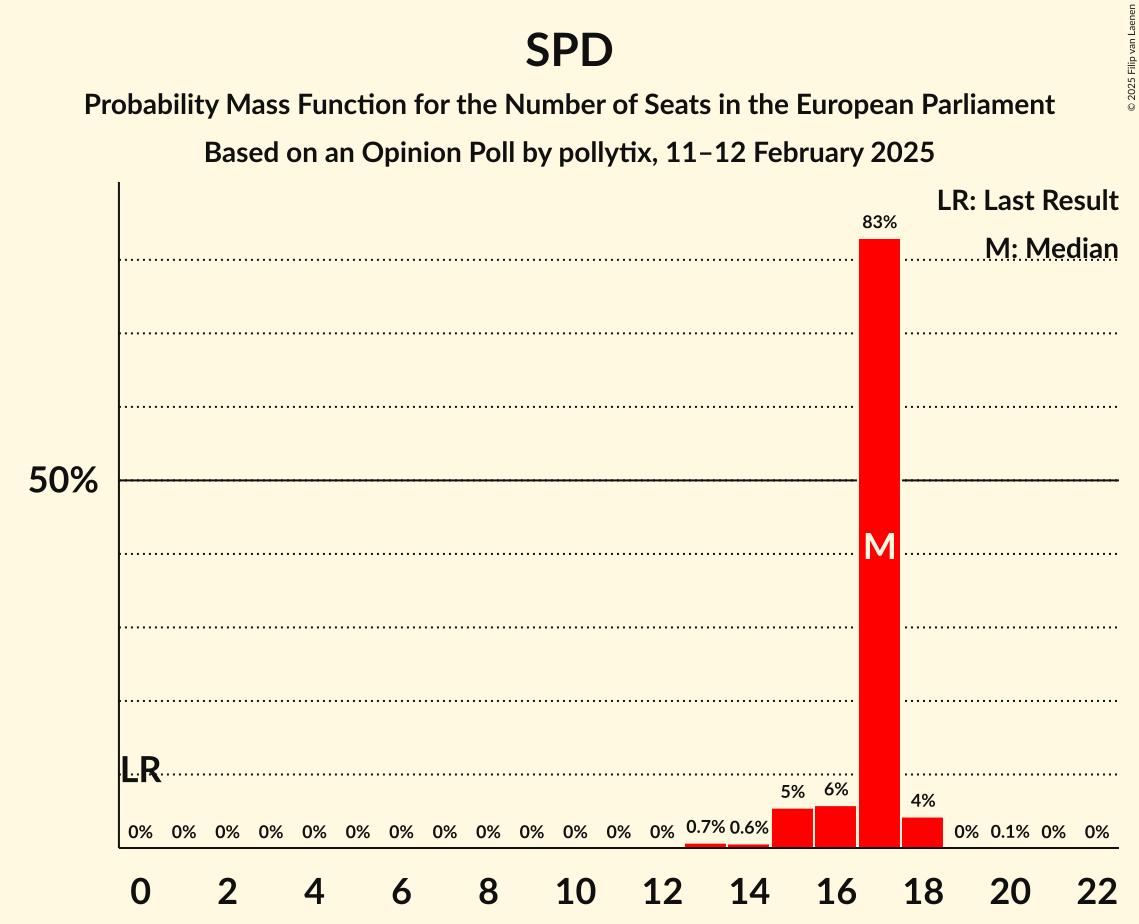 SPD
Probability Mass Function for the Number of Seats in the European Parliament
Based on an Opinion Poll by pollytix, 11–12 February 2025
© 2025 Filip van Laenen
LR: Last Result
M: Median
83%
50%
M
LR
0% 0% 0% 0% 0% 0% 0% 0% 0% 0% 0% 0% 0% 0.7% 0.6% 5% 6% 4% 0% 0.1% 0% 0%
0 2 4 6 8 10 12 14 16 18 20 22